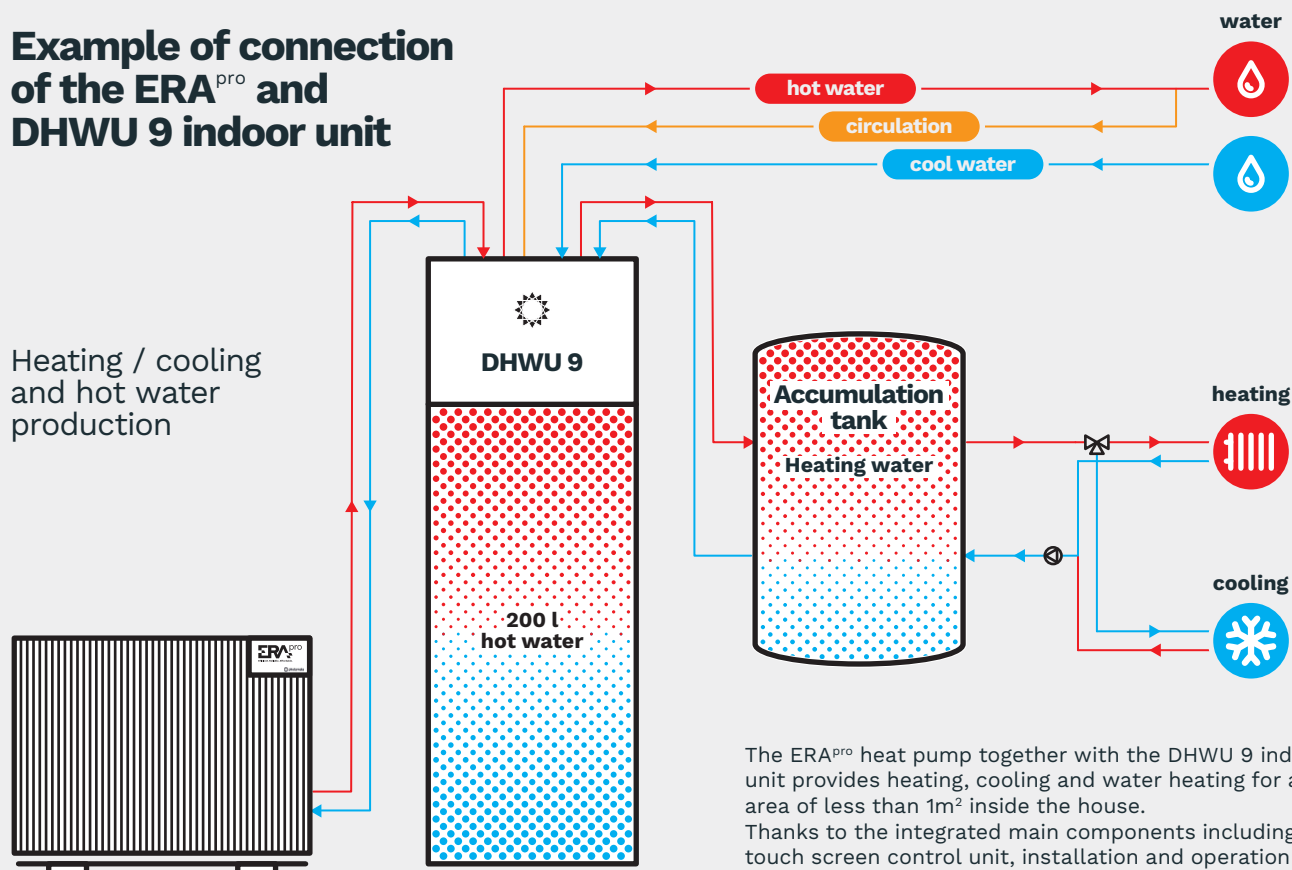 Example of connection
of the ERApro and
DHWU 9 indoor unit
water
hot water
circulation
cool water
Heating / cooling
and hot water
production
DHWU 9
200 l
hot water
Accumulation
tank
Heating water
heating
cooling
ERApro
The ERApro heat pump together with the DHWU 9 ind
unit provides heating, cooling and water heating for a
area of less than 1m² inside the house.
Thanks to the integrated main components including
touch screen control unit, installation and operation